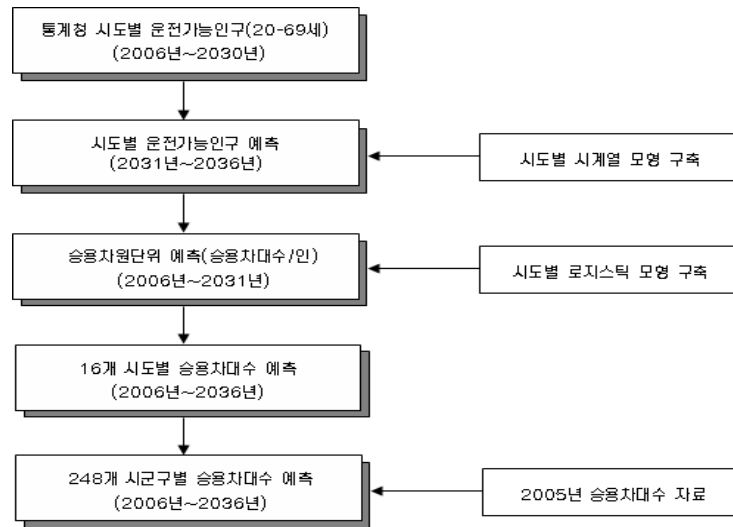 통계청 시도별 운전가능인구(20-69세)
(2006년~2030년)
시도별 운전가능인구 예측
(2031년~2036년)
시도별 시계열 모형 구축
승용차원단위 예측(승용차대수/인)
(2006년~2031년)
시도별 로지스틱 모형 구축
16개 시도별 승용차대수 예측
(2006년~2036년)
248개 시군구별 승용차대수 예측
(2006년~2036년)
2005년 승용차대수 자료